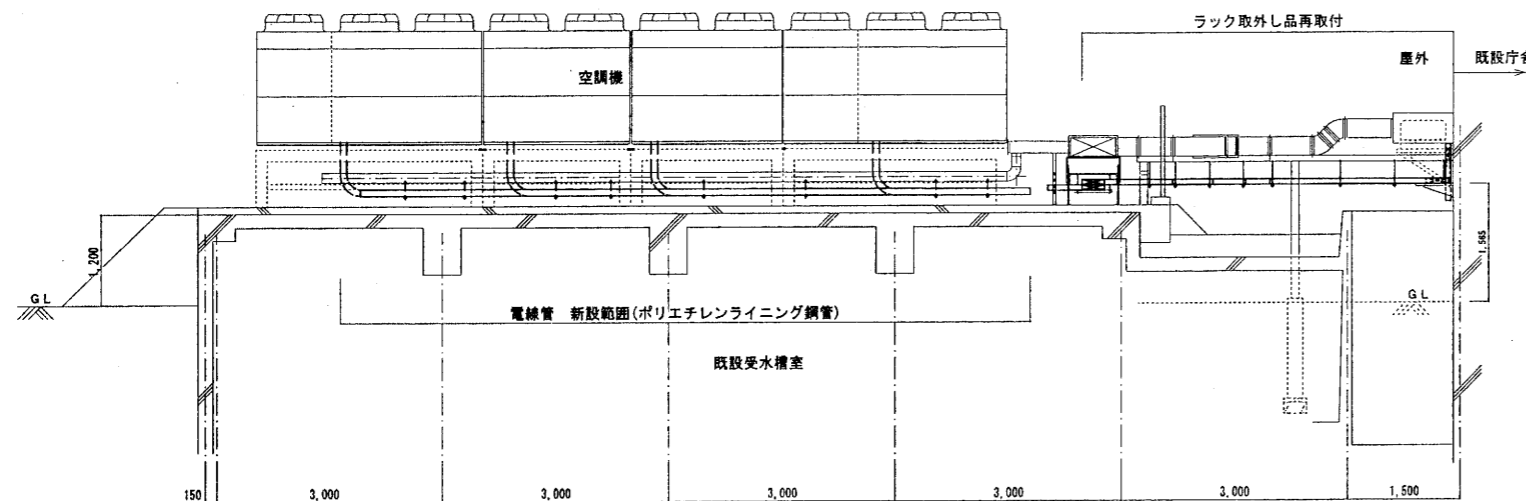 ラック取外し品再取付
屋外
既設庁舎
空調機
1,565
1,200
GL
GL
電線管 新設範囲(ポリエチレンライニング鋼管)
既設受水槽室
150
3,000
3,000
3,000
3,000
3,000
1,500